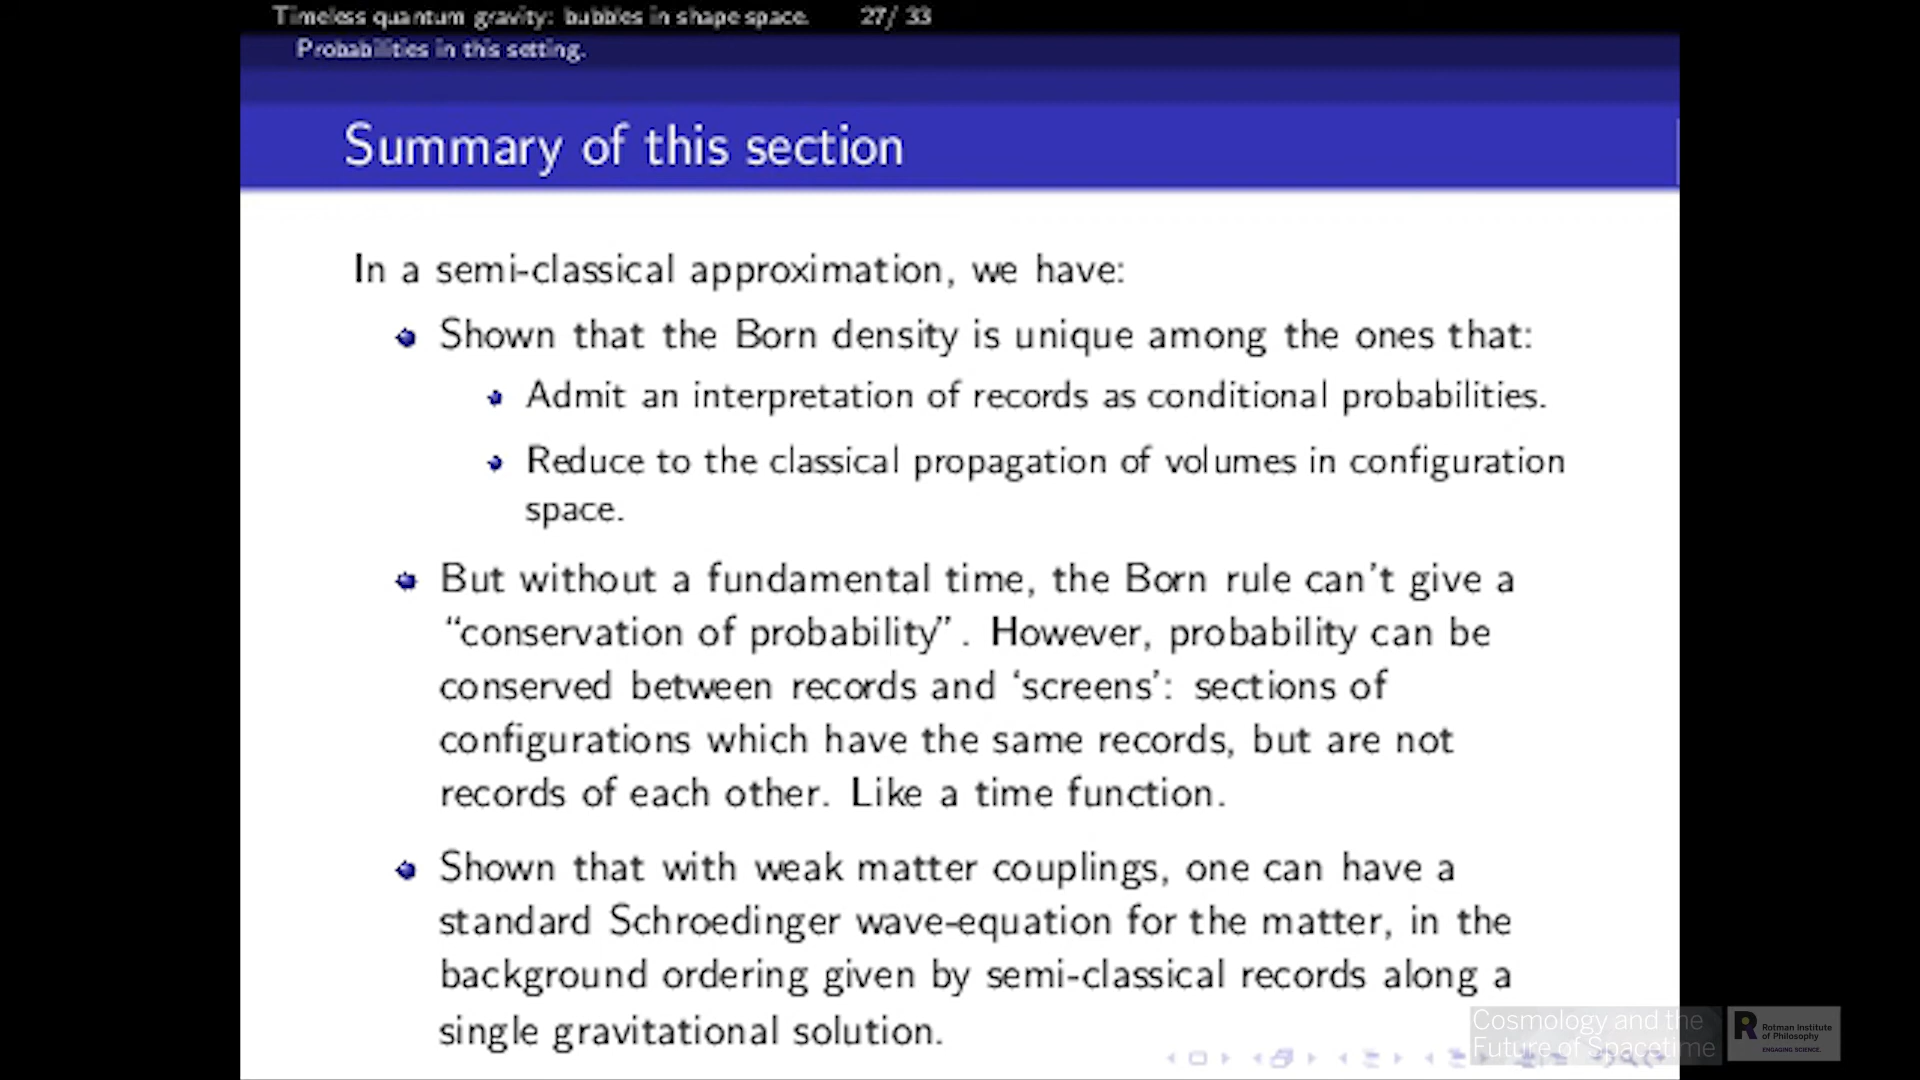 Timeless quantum gravity: bubbles in shape space. 27/ 33
Probabilities in this setting.
Summary of this section
In a semi-classical approximation, we have:
Shown that the Born density is unique among the ones that:
Admit an interpretation of records as conditional probabilities.
Reduce to the classical propagation of volumes in configuration
space.
But without a fundamental time, the Born rule can't give a
“conservation of probability”. However, probability can be
conserved between records and ‘screens’: sections of
configurations which have the same records, but are not
records of each other. Like a time function.
Shown that with weak matter couplings, one can have a
standard Schroedinger wave-equation for the matter, in the
background ordering given by semi-classical records along a
single gravitational solution.
Cosmology and the
Future of Spacetime
R Rotman Institute
of Philosophy
ENGAGING SCIENCE.